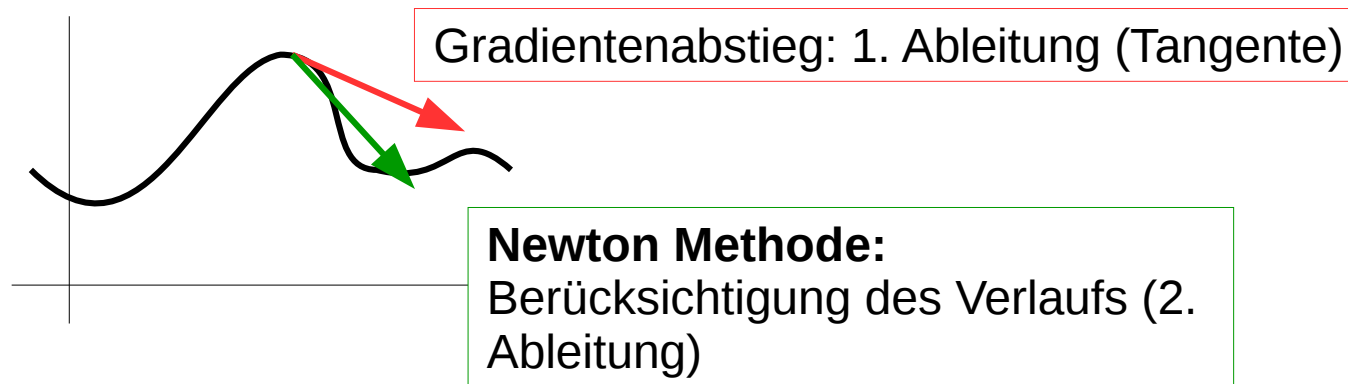 Gradientenabstieg: 1. Ableitung (Tangente)
Newton Methode:
Berücksichtigung des Verlaufs (2.
Ableitung)